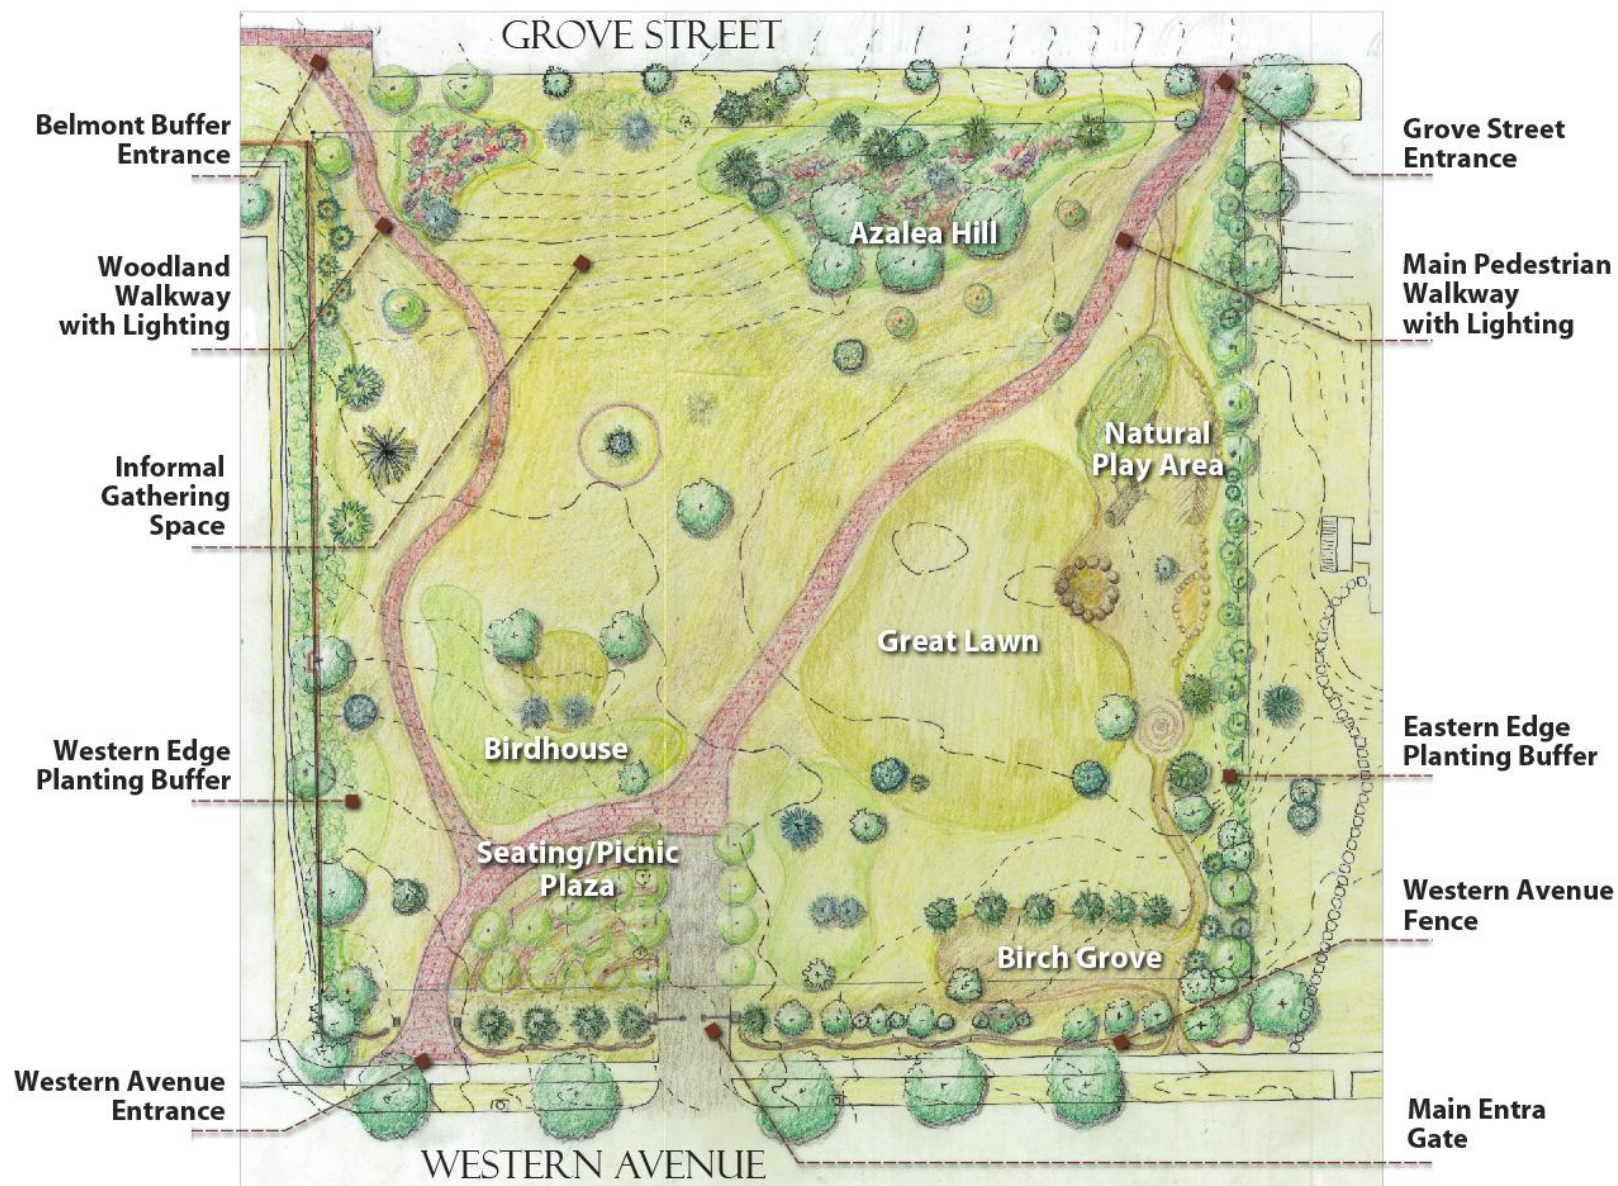 GROVE STREET
Belmont Buffer
Entrance
Grove Street
Entrance
Azalea Hill
Woodland
Walkway
with Lighting
Main Pedestrian
Walkway
with Lighting
Natural
Play Area
Informal
Gathering
Space
Great Lawn
Western Edge
Planting Buffer
Birdhouse
Eastern Edge
Planting Buffer
Seating/Picnic
Plaza
Western Avenue
Fence
Birch Grove
Western Avenue
Entrance
Main Entra
Gate
WESTERN AVENUE